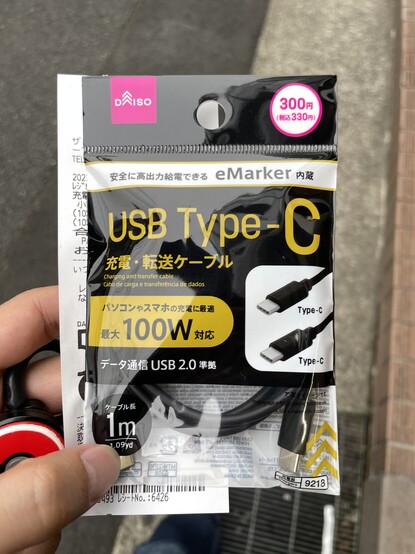 DAISO
300円
(税込330円)
安全に高出力給電できる eMarker 内蔵
USB Type-C
充電・転送ケーブル
Charging and transfer cable
Cabo de carga e transferência de dados
パソコンやスマホの充電に最適
最大 100W 対応
Type-C
Type-C
データ通信 USB 2.0 準拠
ケーブル長
1m
1.09yd
9213
レシートNo.:6426